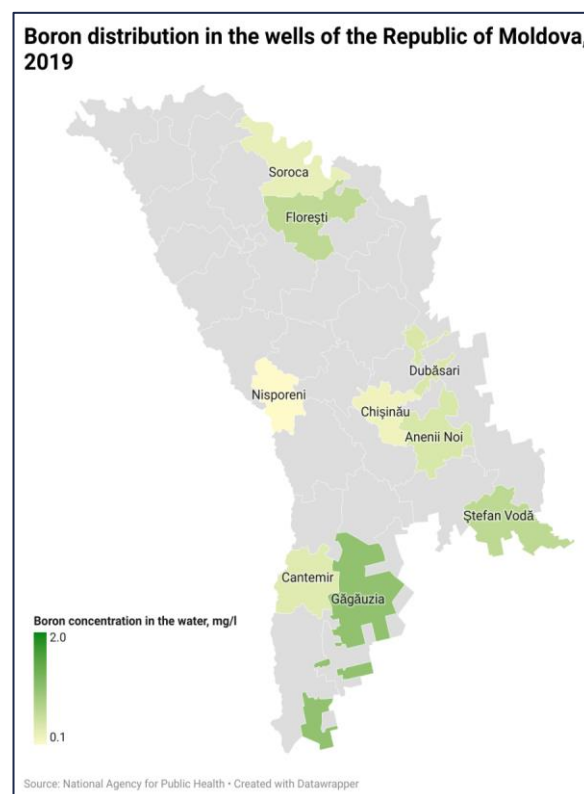 Boron distribution in the wells of the Republic of Moldova,
2019
Soroca
Florești
Dubăsari
Nisporeni
Chișinău
Anenii Noi
Ștefan Vodă
Cantemir
Găgăuzia
Boron concentration in the water, mg/l
2.0
0.1
Source: National Agency for Public Health • Created with Datawrapper